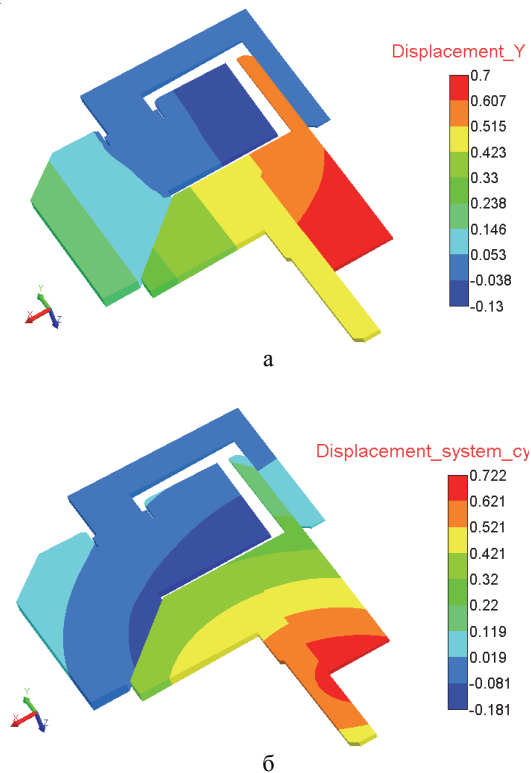 Displacement_Y
0.7
0.607
0.515
0.423
0.33
0.238
0.146
0.053
-0.038
-0.13
Y
X
Z
а
Displacement_system_cy
0.722
0.621
0.521
0.421
0.32
0.22
0.119
0.019
-0.081
-0.181
Y
X
Z
б